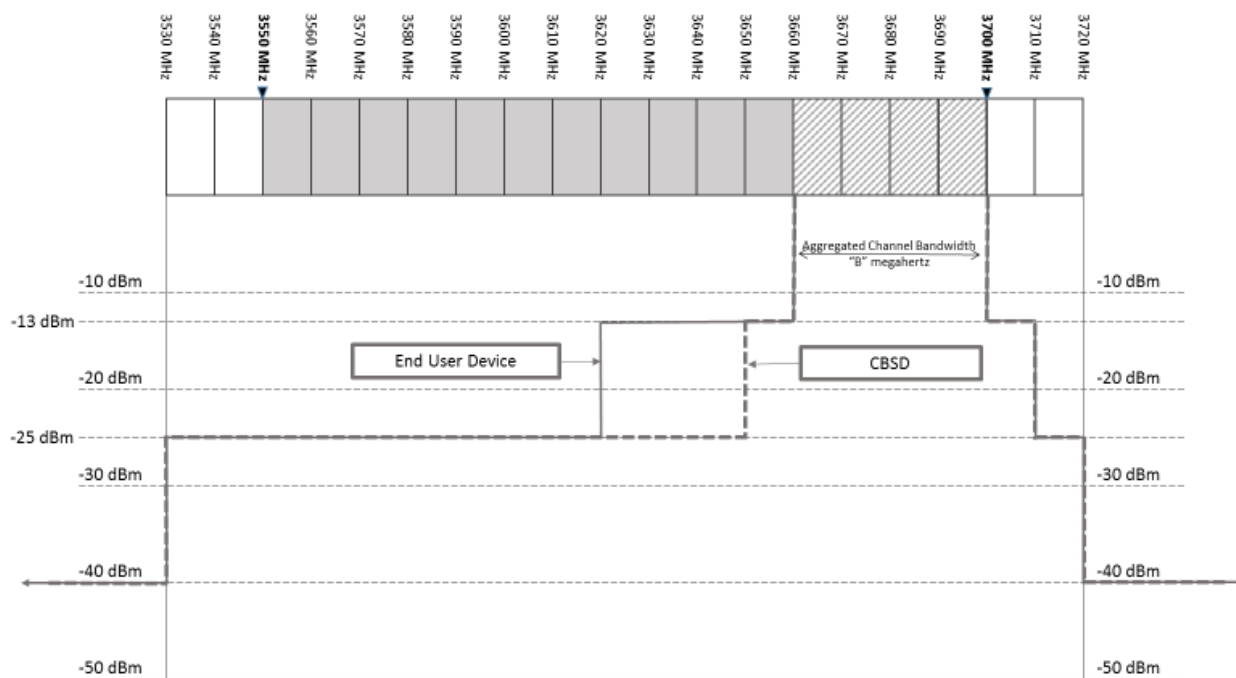 3530 MHz
3540 MHz
3550 MHz
3560 MHz
3570 MHz
3580 MHz
3590 MHz
3600 MHz
3610 MHz
3620 MHz
3630 MHz
3640 MHz
3650 MHz
3660 MHz
3670 MHz
3680 MHz
3690 MHz
3700 MHz
3710 MHz
3720 MHz
Aggregated Channel Bandwidth
"B" megahertz
-10 dBm
-10 dBm
-13 dBm
End User Device
CBSD
-20 dBm
-20 dBm
-25 dBm
-30 dBm
-30 dBm
-40 dBm
-40 dBm
-50 dBm
-50 dBm